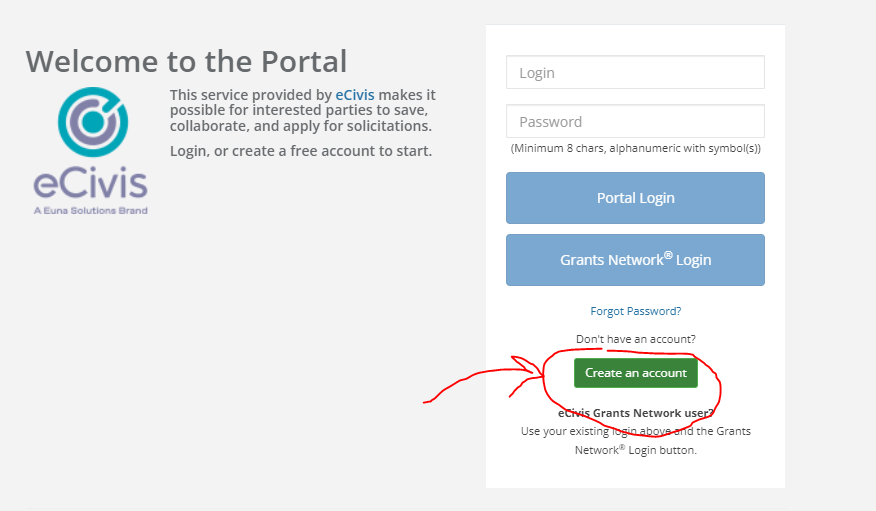 Welcome to the Portal
eCivis
A Euna Solutions Brand
This service provided by eCivis makes it
possible for interested parties to save,
collaborate, and apply for solicitations.
Login, or create a free account to start.
Login
Password
(Minimum 8 chars, alphanumeric with symbol(s))
Portal Login
Grants Network® Login
Forgot Password?
Don't have an account?
Create an account
eCivis Grants Network user?
Use your existing login above and the Grants
Network® Login button.